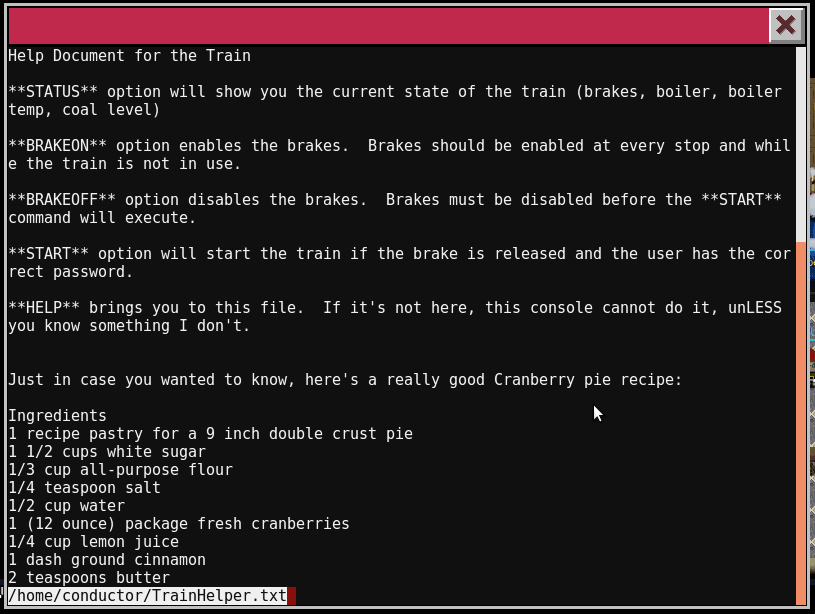 Help Document for the Train
**STATUS** option will show you the current state of the train (brakes, boiler, boiler
temp, coal level)
**BRAKEON** option enables the brakes.  Brakes should be enabled at every stop and whil
e the train is not in use.
**BRAKEOFF** option disables the brakes.  Brakes must be disabled before the **START**
command will execute.
**START** option will start the train if the brake is released and the user has the cor
rect password.
**HELP** brings you to this file.  If it's not here, this console cannot do it, unLESS
you know something I don't.
Just in case you wanted to know, here's a really good Cranberry pie recipe:
Ingredients
1 recipe pastry for a 9 inch double crust pie
1 1/2 cups white sugar
1/3 cup all-purpose flour
1/4 teaspoon salt
1/2 cup water
1 (12 ounce) package fresh cranberries
1/4 cup lemon juice
1 dash ground cinnamon
2 teaspoons butter
/home/conductor/TrainHelper.txt